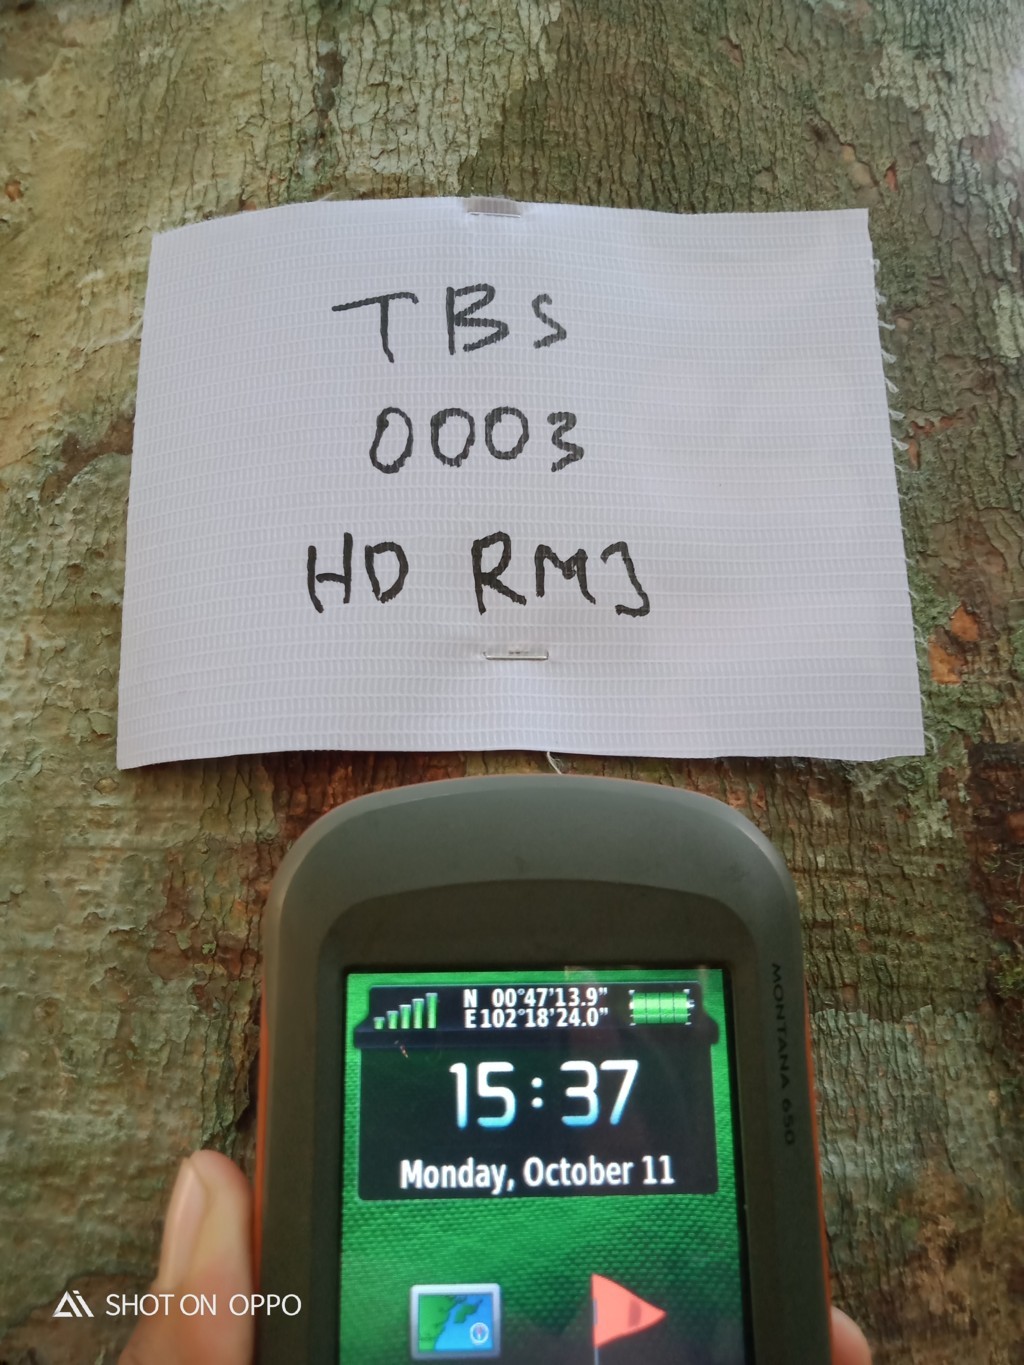 TBS
0003
HD RMJ
N 00°47'13.9"
E102°18'24.0"
15:37
Monday, October 11
MONTANA 650
SHOT ON OPPO